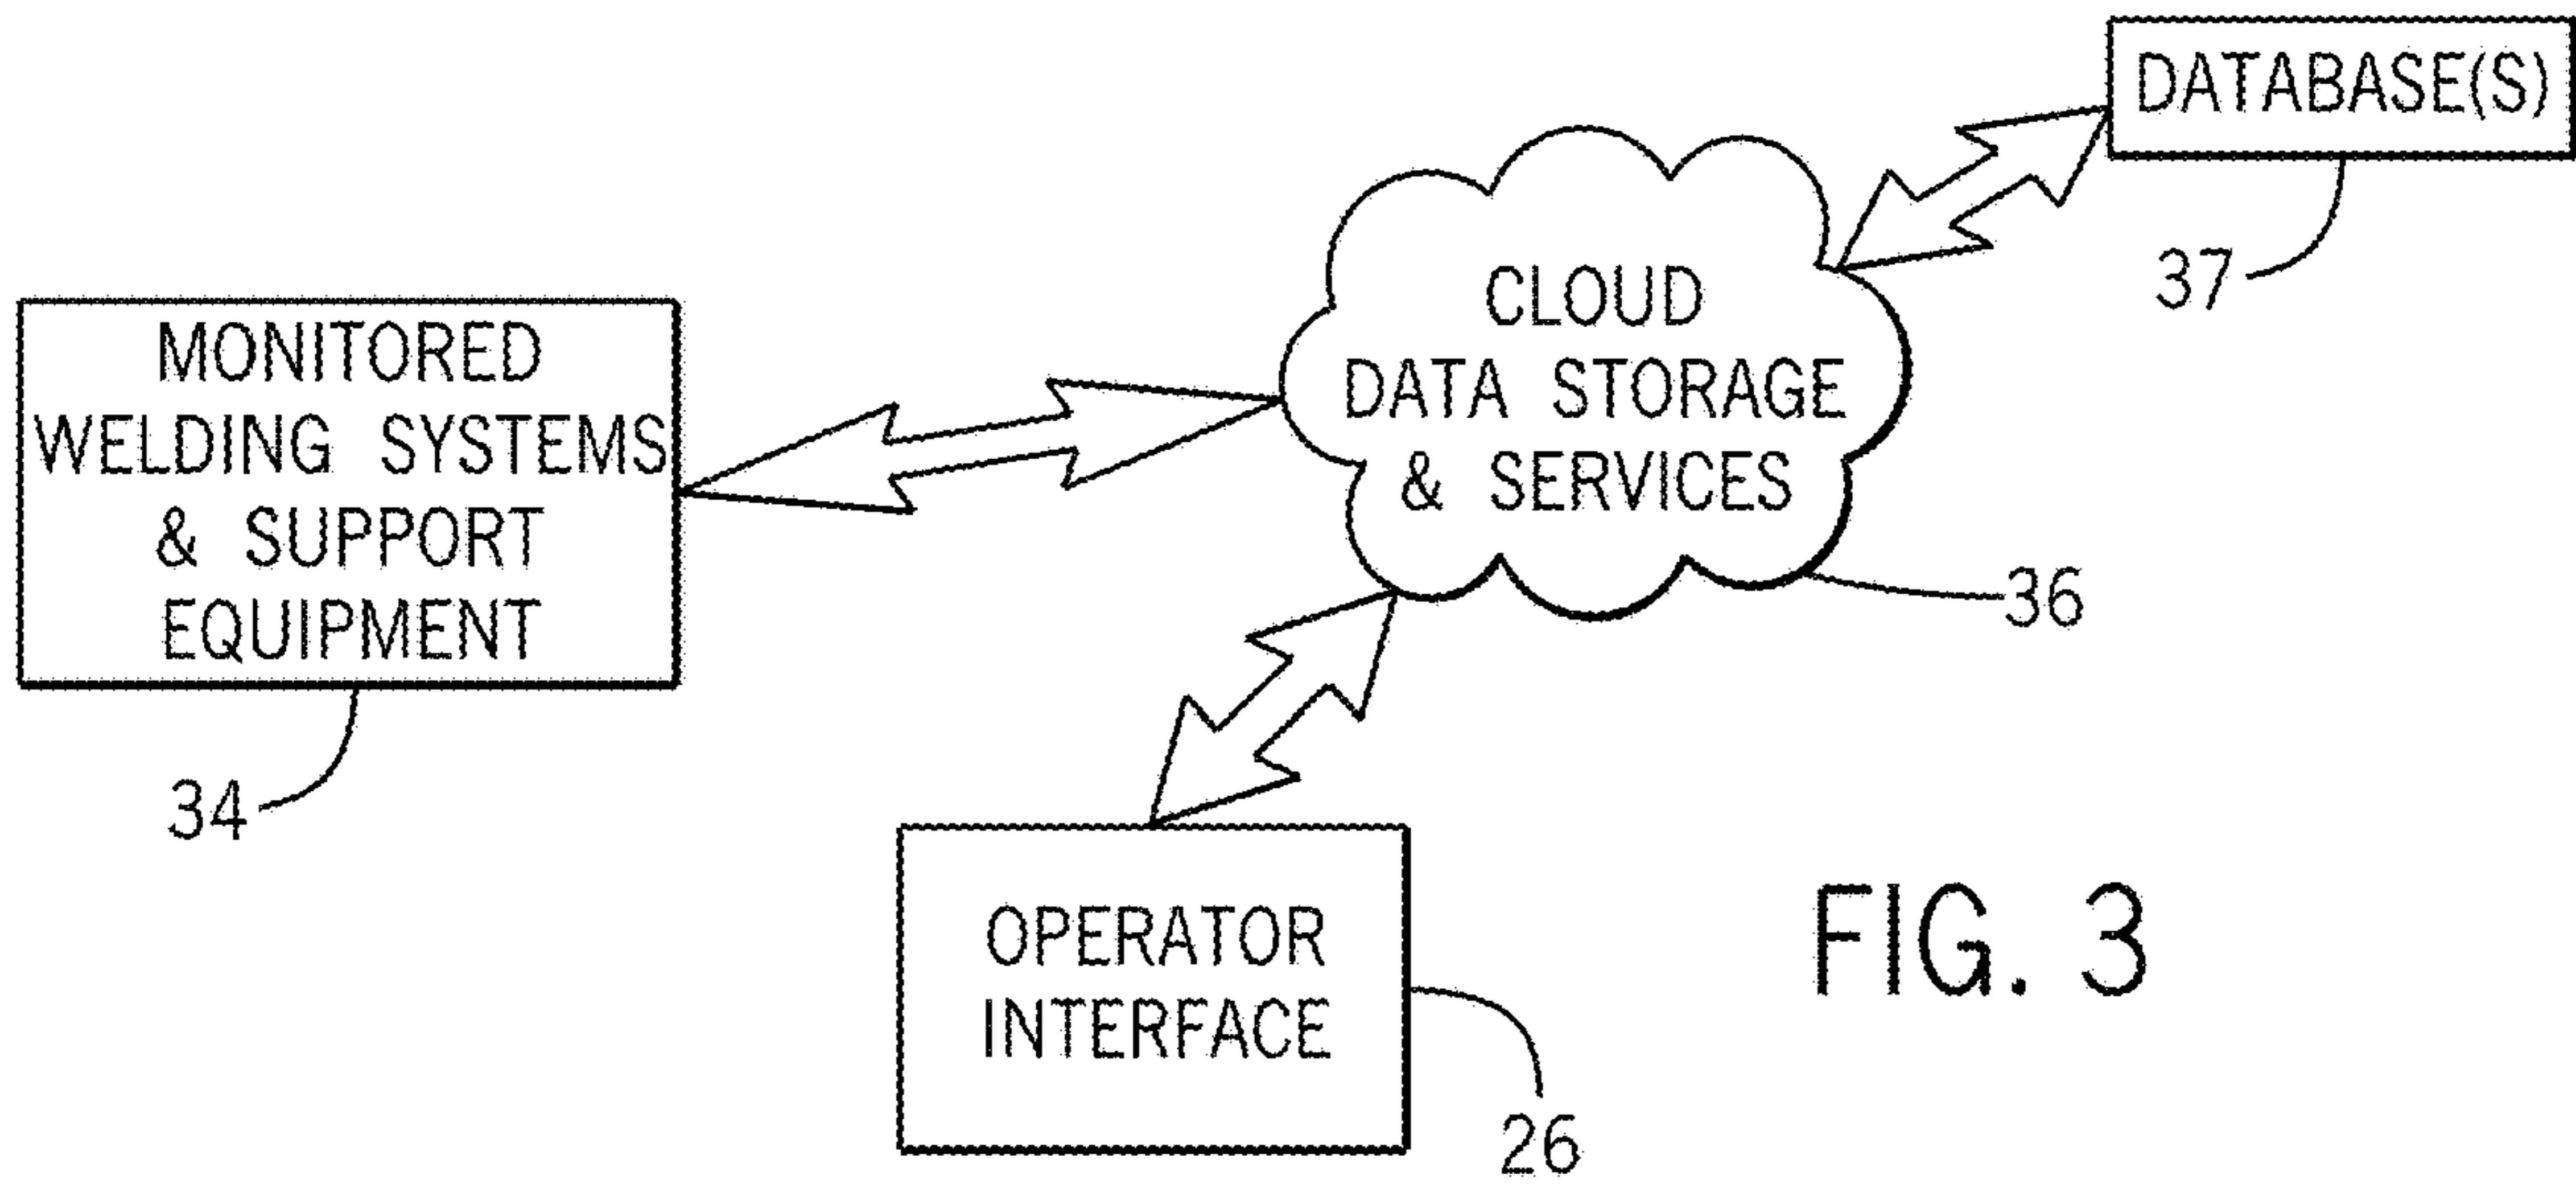 DATABASE(S)
37
CLOUD
DATA STORAGE
& SERVICES
36
MONITORED
WELDING SYSTEMS
& SUPPORT
EQUIPMENT
34
OPERATOR
INTERFACE
26
FIG. 3